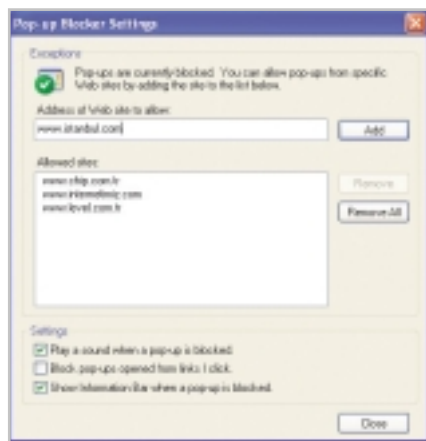 Pop-up Blocker Settings
Exceptions
Pop-ups are currently blocked. You can allow pop-ups from specific
Web sites by adding the site to the list below.
Address of Web site to allow:
www.istanbul.com
Add
Allowed sites:
www.chip.com.tr
www.level.com.tr
Remove
Remove All
Settings
Play a sound when a pop-up is blocked.
Block pop-ups opened from links I click.
Show Information Bar when a pop-up is blocked.
Close